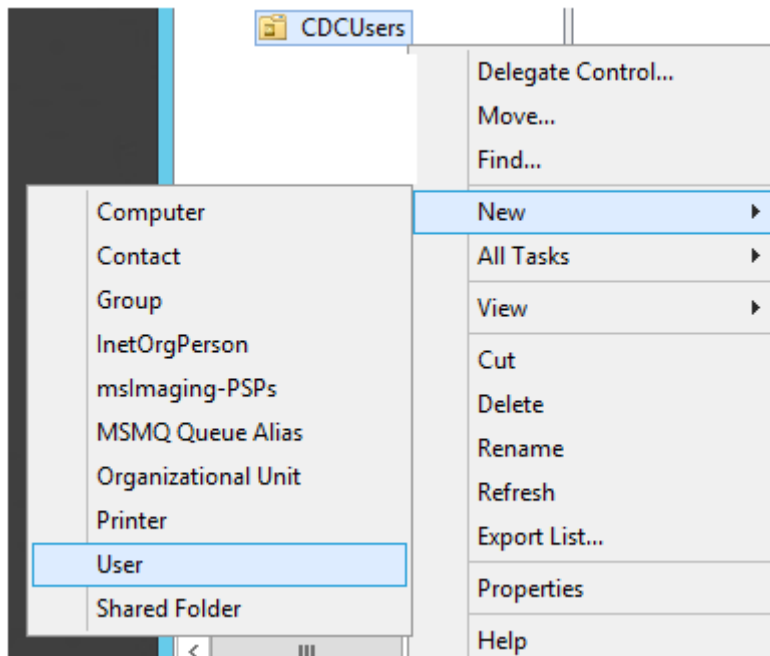 CDCUsers
Delegate Control...
Move...
Find...
New
All Tasks
View
Cut
Delete
Rename
Refresh
Export List...
Properties
Help
Computer
Contact
Group
InetOrgPerson
msImaging-PSPs
MSMQ Queue Alias
Organizational Unit
Printer
User
Shared Folder